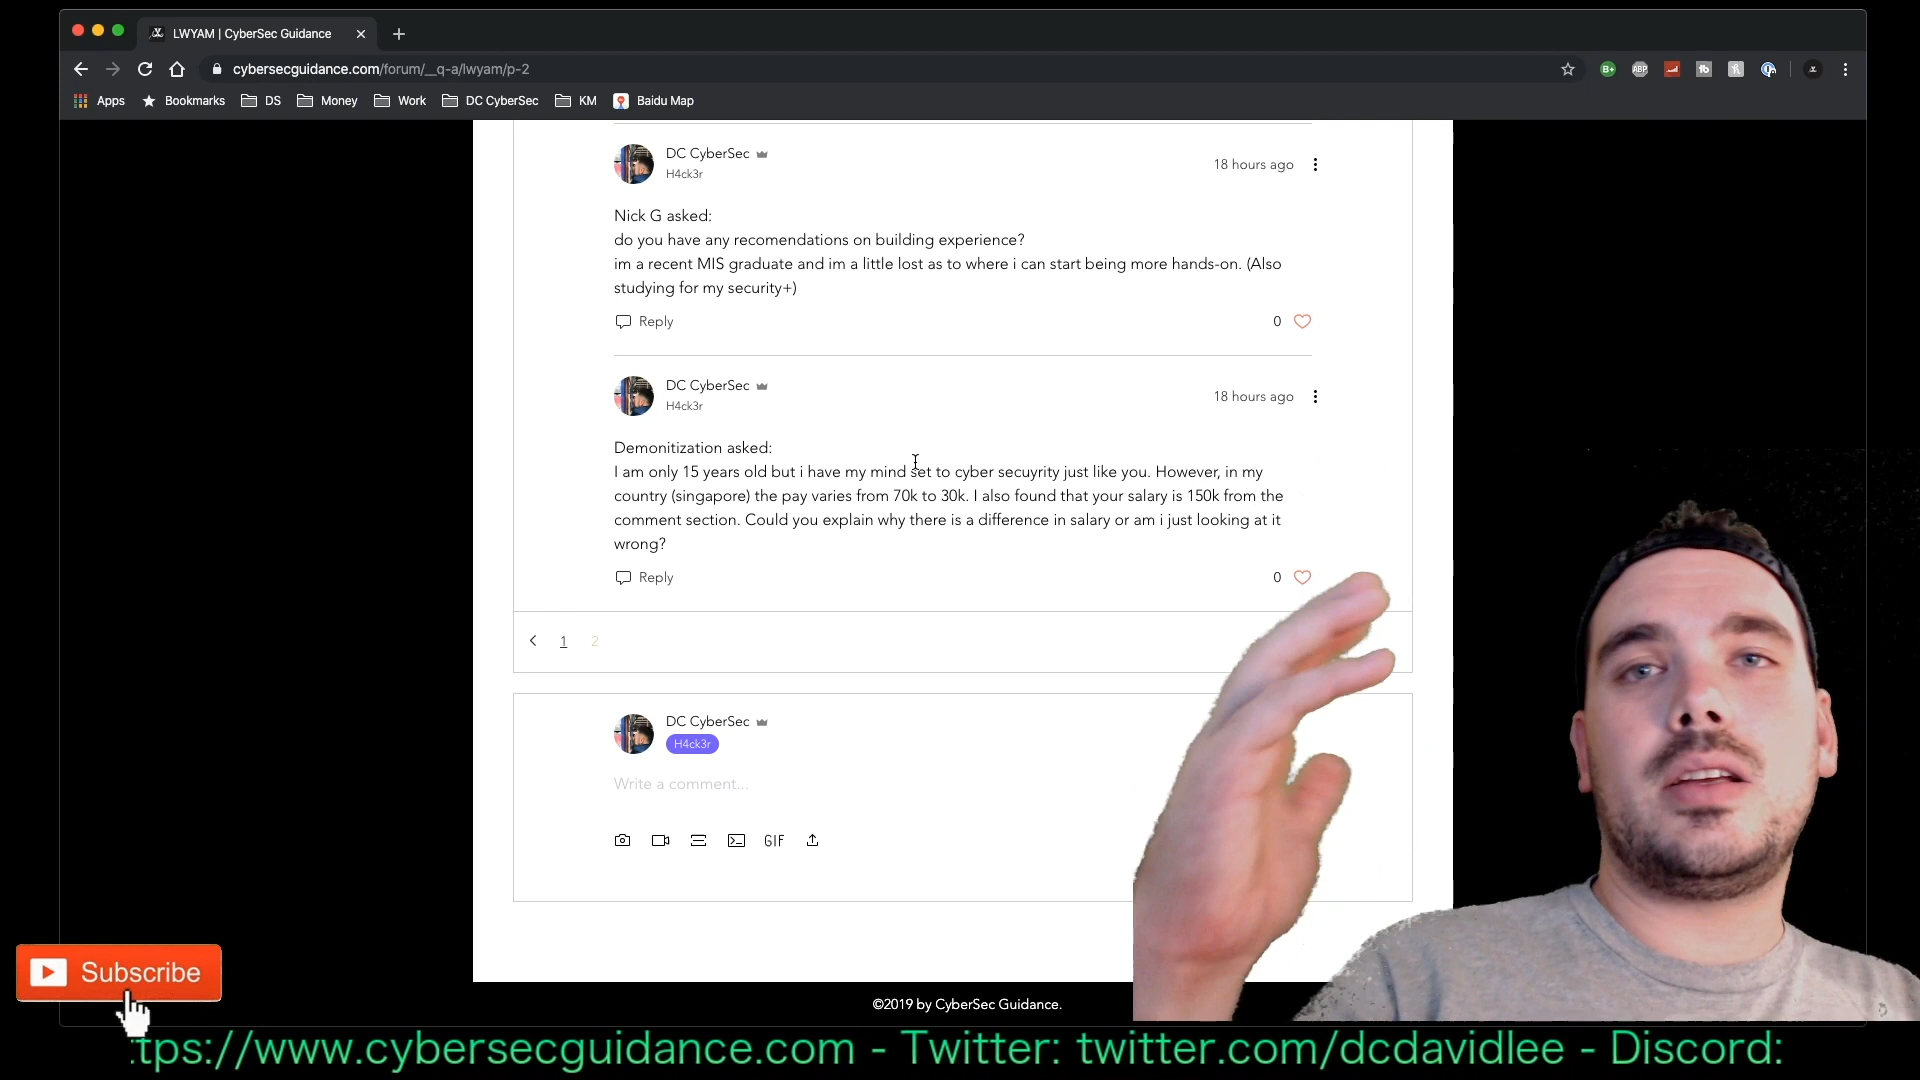 LWYAM | CyberSec Guidance
cybersecguidance.com/forum/__q-a/lwyam/p-2
Apps Bookmarks DS Money Work DC CyberSec KM Baidu Map
DC CyberSec
H4ck3r
18 hours ago
Nick G asked:
do you have any recomendations on building experience?
im a recent MIS graduate and im a little lost as to where i can start being more hands-on. (Also
studying for my security+)
Reply 0
DC CyberSec
H4ck3r
18 hours ago
Demonitization asked:
I am only 15 years old but i have my mind set to cyber secuyrity just like you. However, in my
country (singapore) the pay varies from 70k to 30k. I also found that your salary is 150k from the
comment section. Could you explain why there is a difference in salary or am i just looking at it
wrong?
Reply 0
1 2
DC CyberSec
H4ck3r
Write a comment...
GIF
Subscribe
©2019 by CyberSec Guidance.
tps://www.cybersecguidance.com - Twitter: twitter.com/dcdavidlee - Discord: